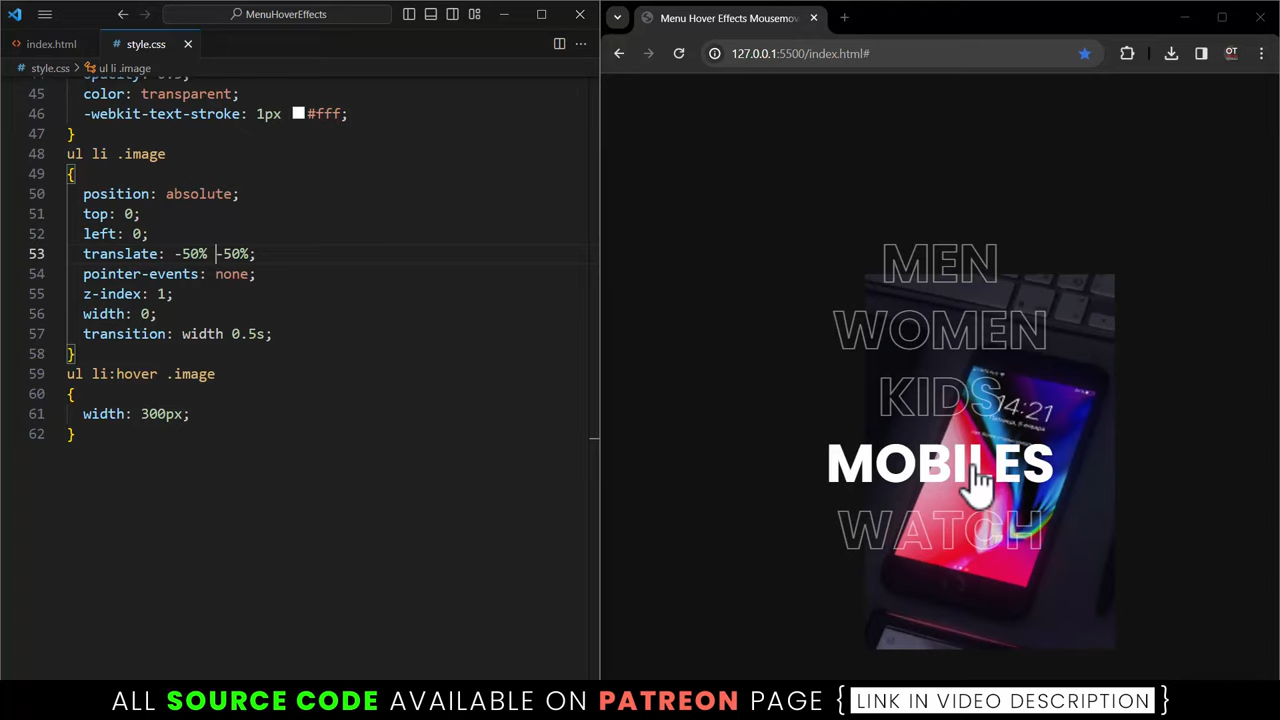 MenuHoverEffects
index.html
style.css
style.css > ul li .image
45 color: transparent;
46 -webkit-text-stroke: 1px #fff;
47 }
48 ul li .image
49 {
50 position: absolute;
51 top: 0;
52 left: 0;
53 translate: -50% -50%;
54 pointer-events: none;
55 z-index: 1;
56 width: 0;
57 transition: width 0.5s;
58 }
59 ul li:hover .image
60 {
61 width: 300px;
62 }
Menu Hover Effects Mousemov
127.0.0.1:5500/index.html#
MEN
WOMEN
KIDS
MOBILES
WATCH
14:21
ALL SOURCE CODE AVAILABLE ON PATREON PAGE { LINK IN VIDEO DESCRIPTION }